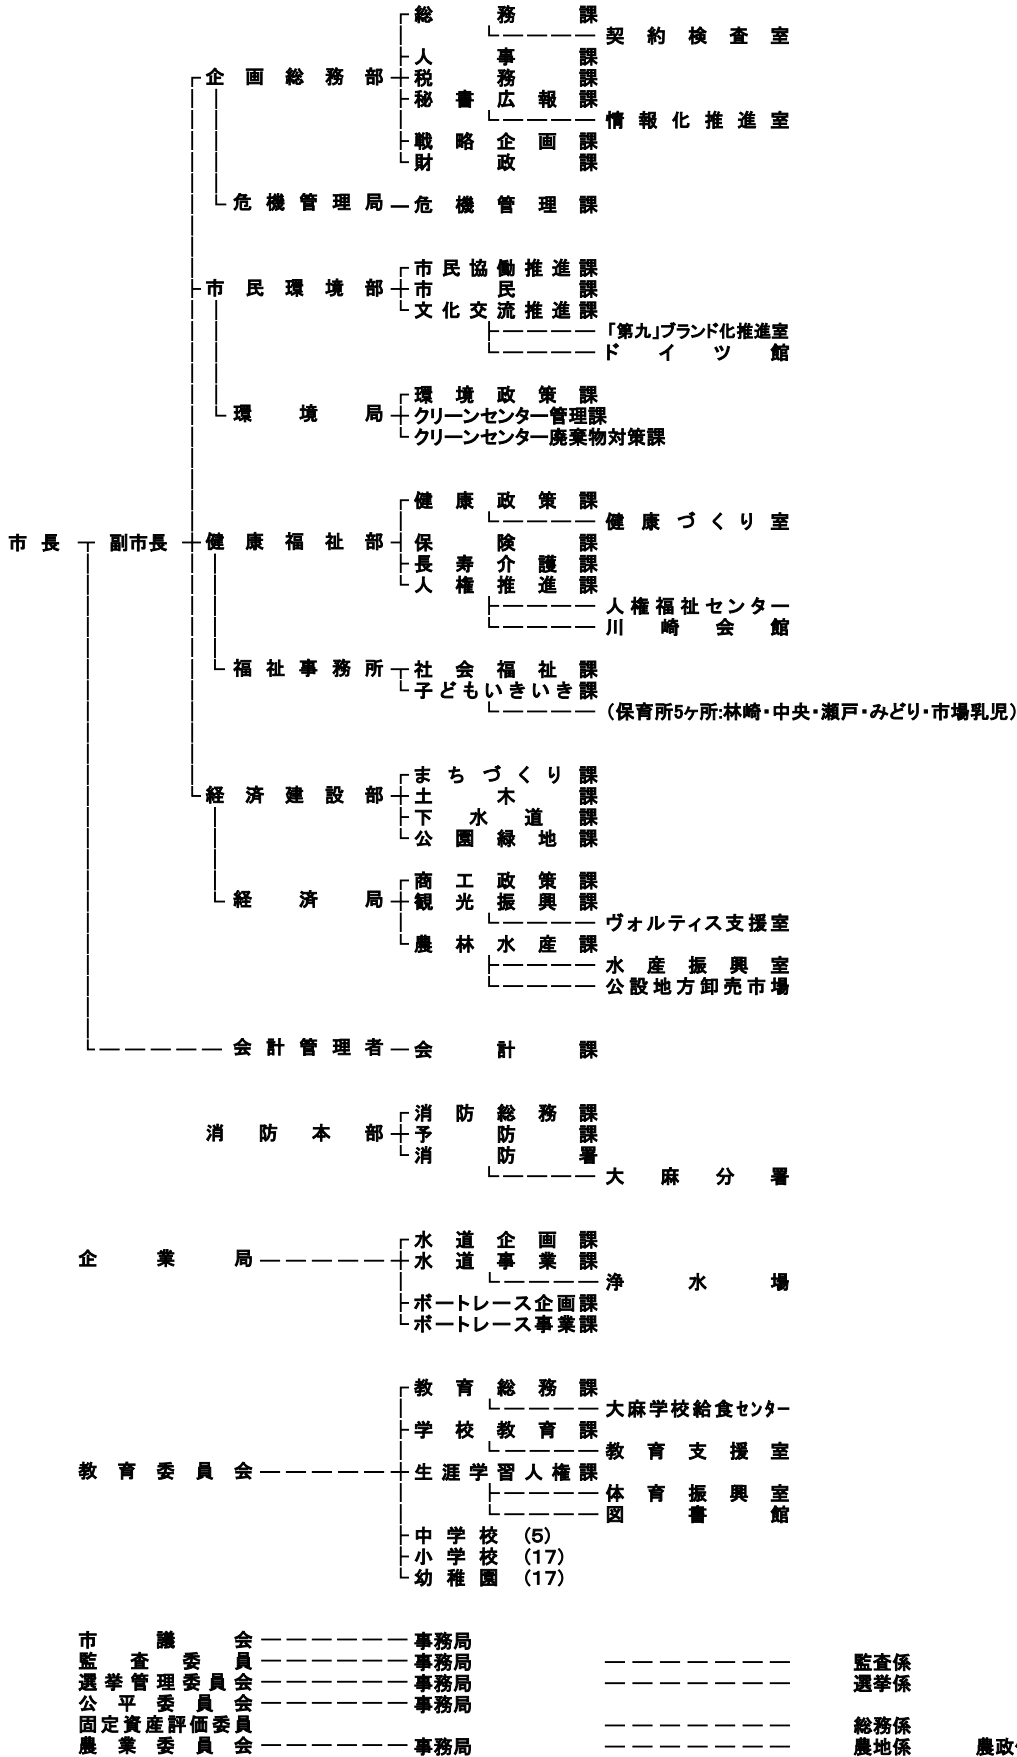 総務課
契約検査室
人事課
企画総務部 税務課
秘書広報課
情報化推進室
戦略企画課
財政課
危機管理局 危機管理課
市民協働推進課
市民環境部 市民課
文化交流推進課
「第九」ブランド化推進室
ドイツ館
環境政策課
環境局 クリーンセンター管理課
クリーンセンター廃棄物対策課
健康政策課
健康づくり室
市長 副市長 健康福祉部 保険課
長寿介護課
人権推進課
人権福祉センター
川崎会館
福祉事務所 社会福祉課
子どもいきいき課
(保育所5ヶ所:林崎・中央・瀬戸・みどり・市場乳児)
まちづくり課
経済建設部 土木課
下水道課
公園緑地課
商工政策課
経済局 観光振興課
ヴォルティス支援室
農林水産課
水産振興室
公設地方卸売市場
会計管理者 会計課
消防総務課
消防本部 予防課
消防署
大麻分署
水道企画課
企業局 水道事業課
浄水場
ボートレース企画課
ボートレース事業課
教育総務課
大麻学校給食センター
学校教育課
教育支援室
教育委員会 生涯学習人権課
体育振興室
図書館
中学校 (5)
小学校 (17)
幼稚園 (17)
市議会 事務局
監査委員 事務局 監査係
選挙管理委員会 事務局 選挙係
公平委員会 事務局
固定資産評価委員 総務係
農業委員会 事務局 農地係 農政